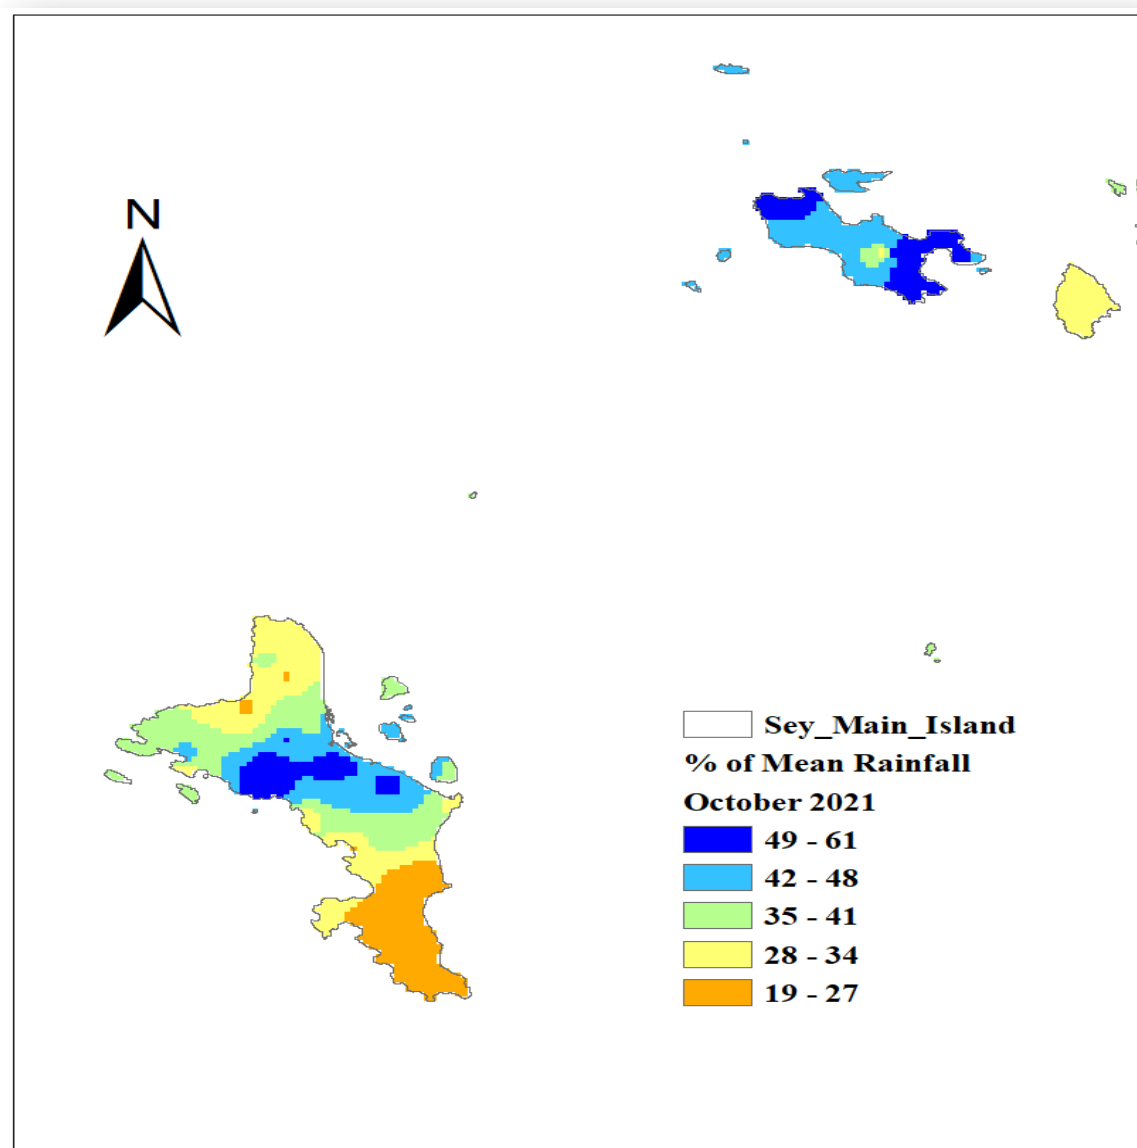 N
Sey_Main_Island
% of Mean Rainfall
October 2021
49 - 61
42 - 48
35 - 41
28 - 34
19 - 27